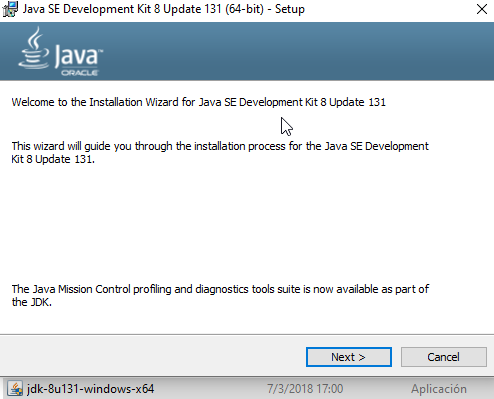 Java SE Development Kit 8 Update 131 (64-bit) - Setup
Java
ORACLE
Welcome to the Installation Wizard for Java SE Development Kit 8 Update 131
This wizard will guide you through the installation process for the Java SE Development
Kit 8 Update 131.
The Java Mission Control profiling and diagnostics tools suite is now available as part of
the JDK.
Next >
Cancel
jdk-8u131-windows-x64 7/3/2018 17:00 Aplicación